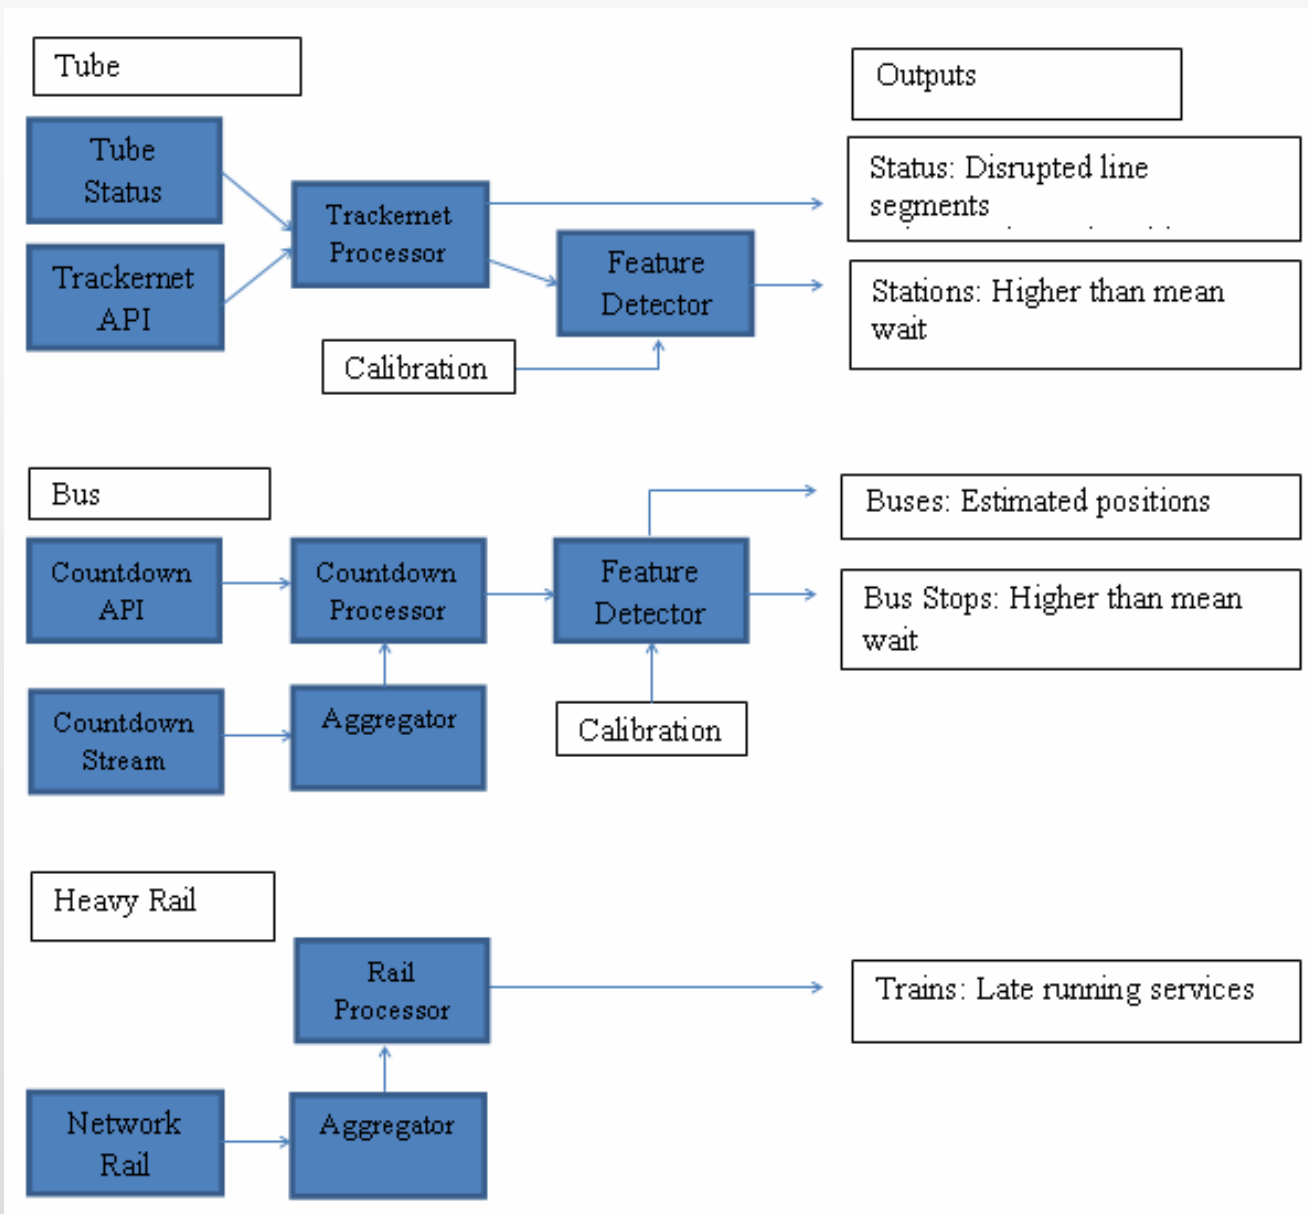 Tube
Outputs
Tube
Status
Trackernet
API
Trackernet
Processor
Feature
Detector
Calibration
Status: Disrupted line
segments
Stations: Higher than mean
wait
Bus
Countdown
API
Countdown
Processor
Feature
Detector
Countdown
Stream
Aggregator
Calibration
Buses: Estimated positions
Bus Stops: Higher than mean
wait
Heavy Rail
Rail
Processor
Network
Rail
Aggregator
Trains: Late running services